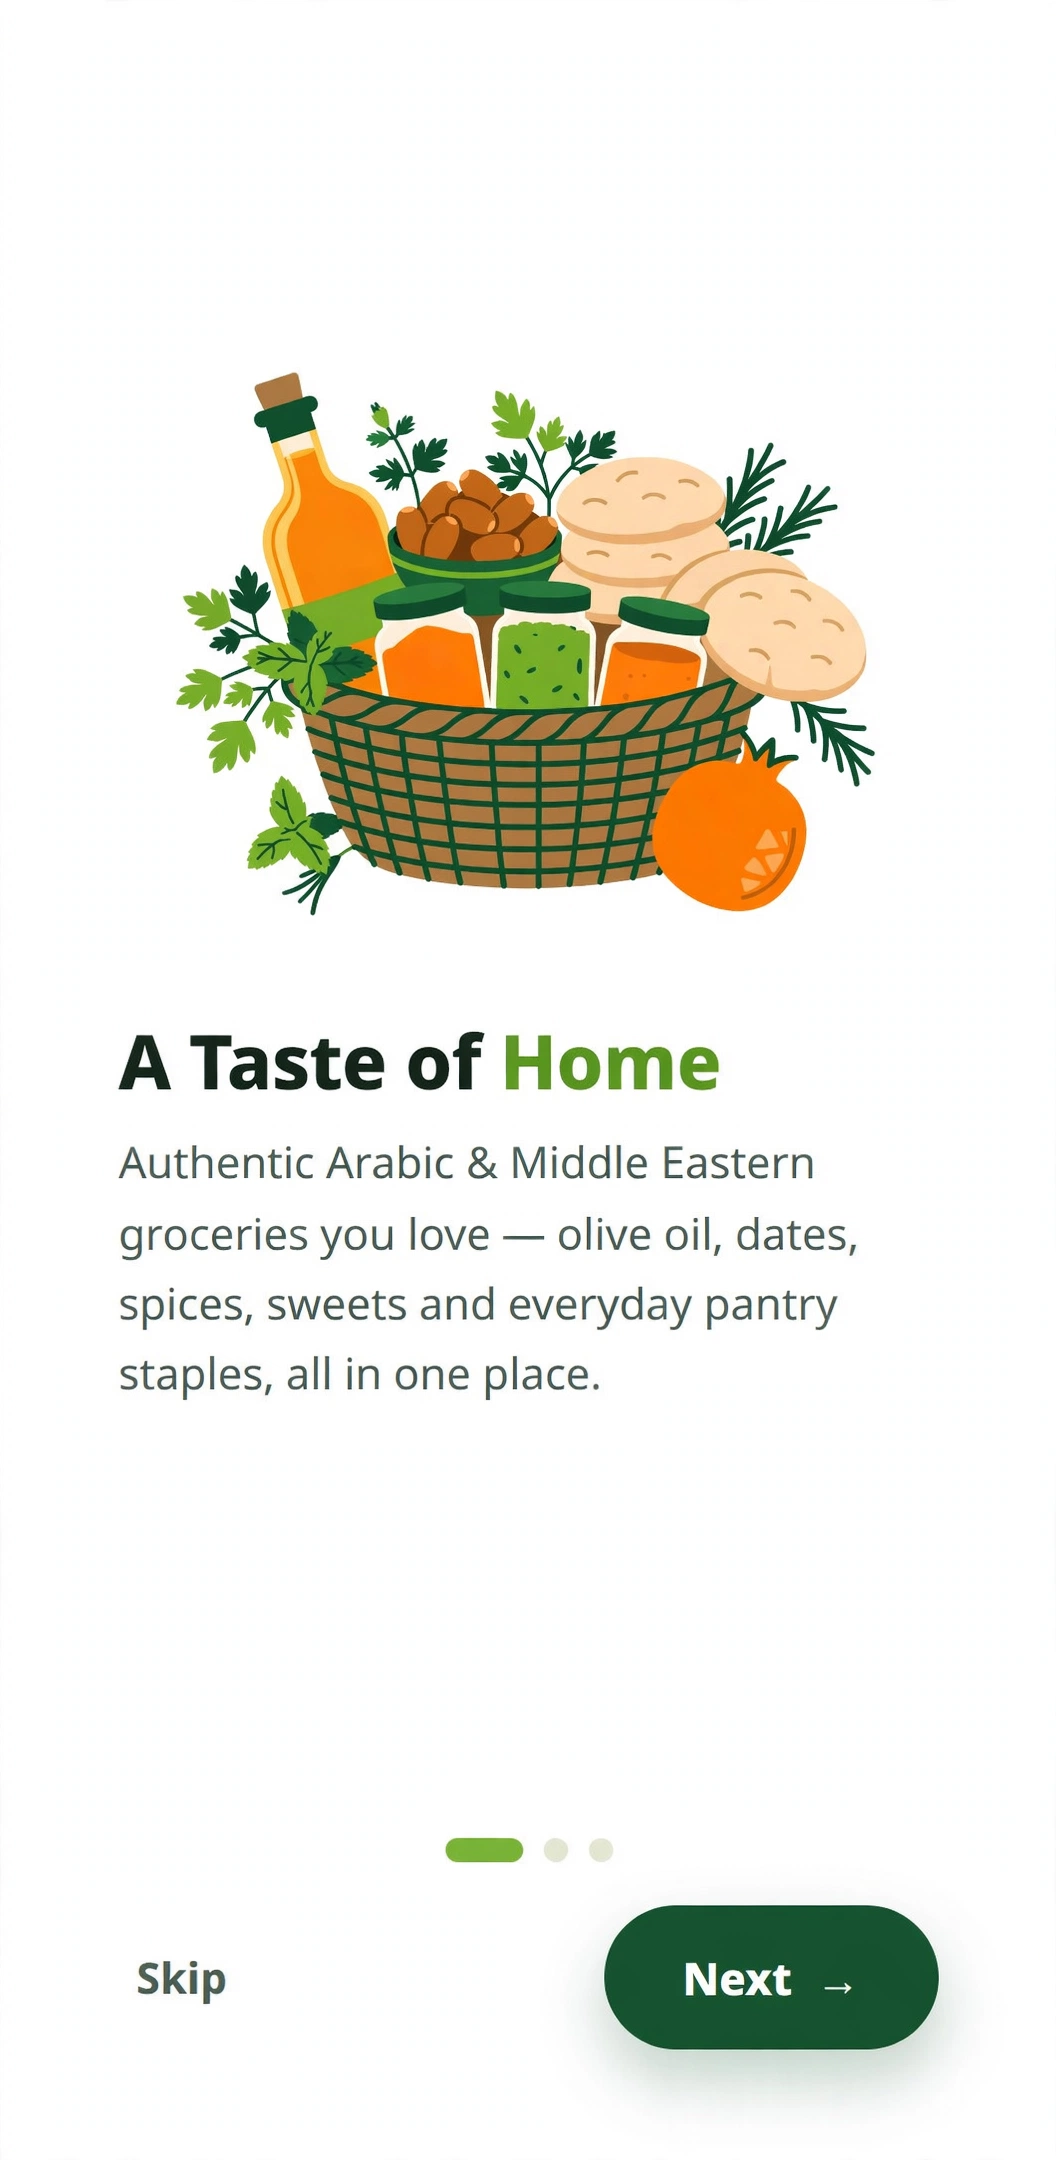 A Taste of Home
Authentic Arabic & Middle Eastern
groceries you love — olive oil, dates,
spices, sweets and everyday pantry
staples, all in one place.
Skip
Next →